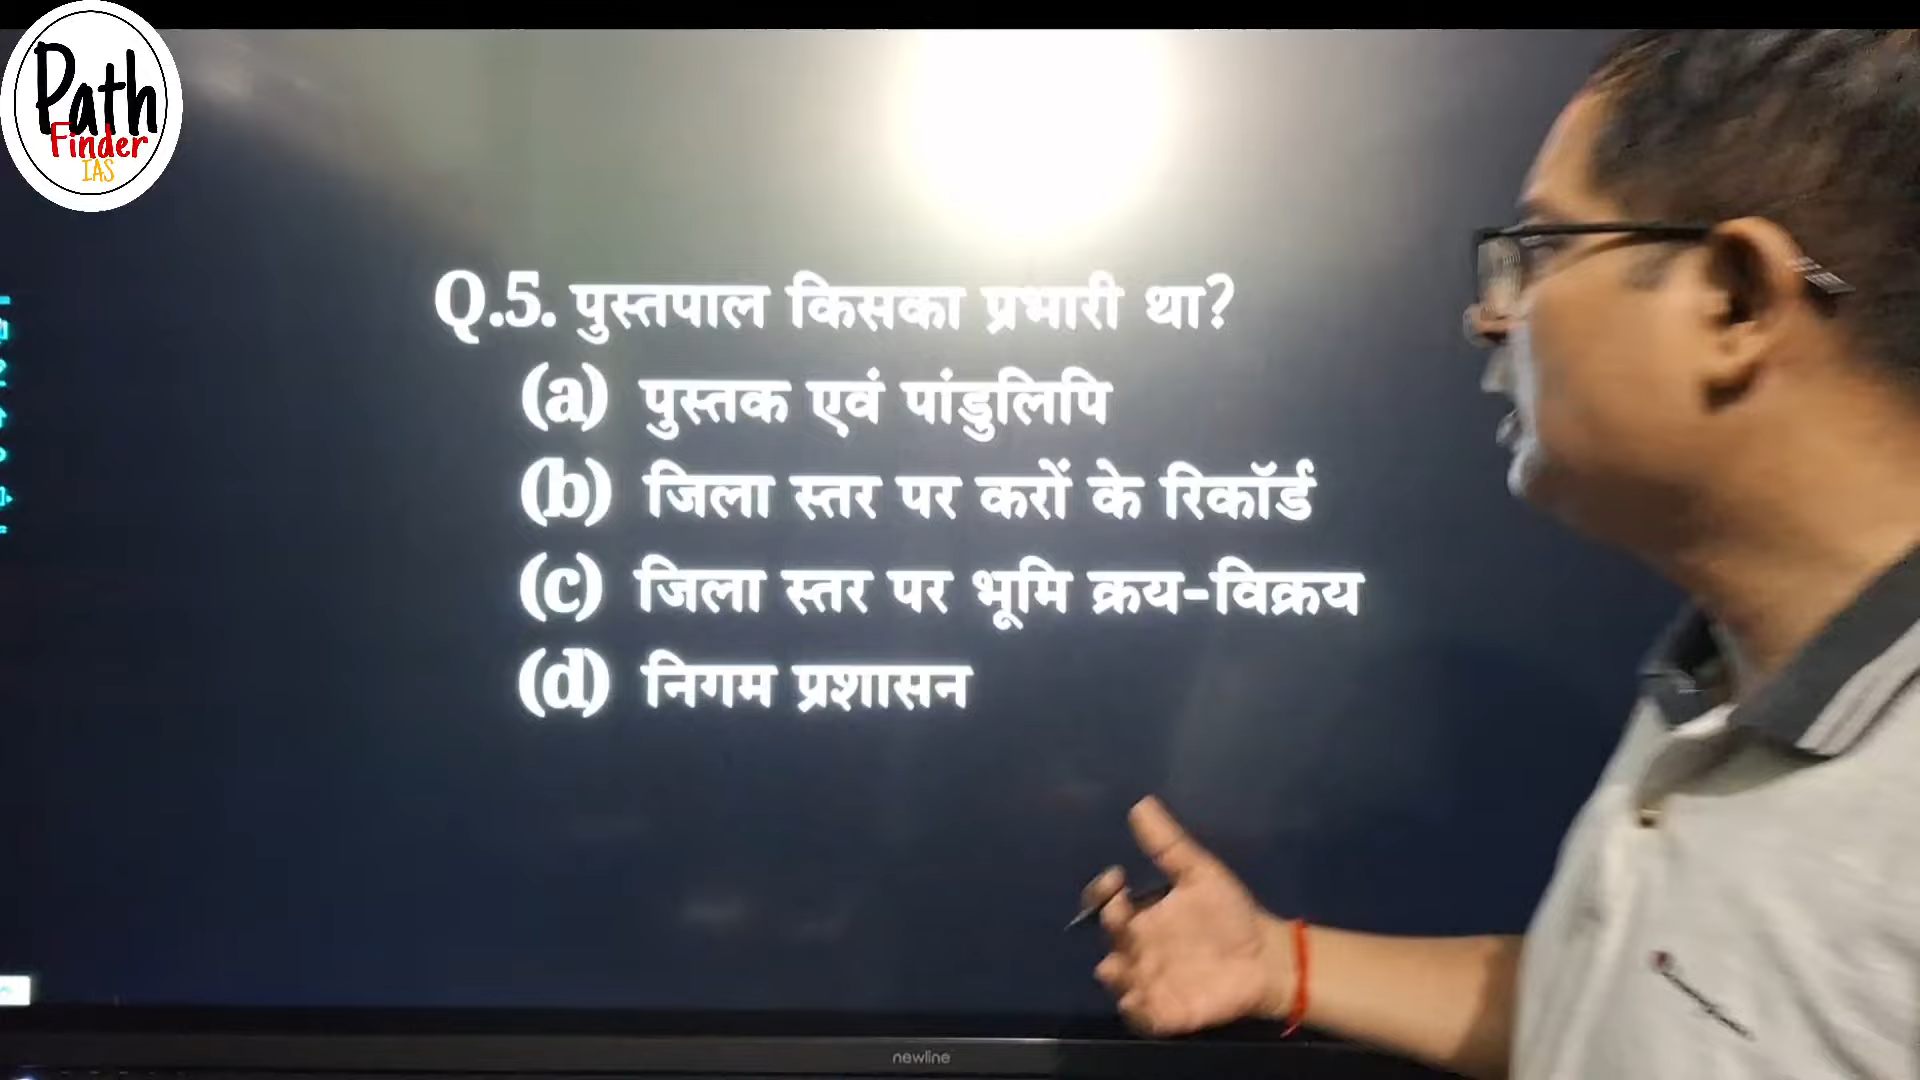 Path
Finder
IAS
Q.5. पुस्तपाल किसका प्रभारी था?
(a) पुस्तक एवं पांडुलिपि
(b) जिला स्तर पर करों के रिकॉर्ड
(c) जिला स्तर पर भूमि क्रय-विक्रय
(d) निगम प्रशासन
newline